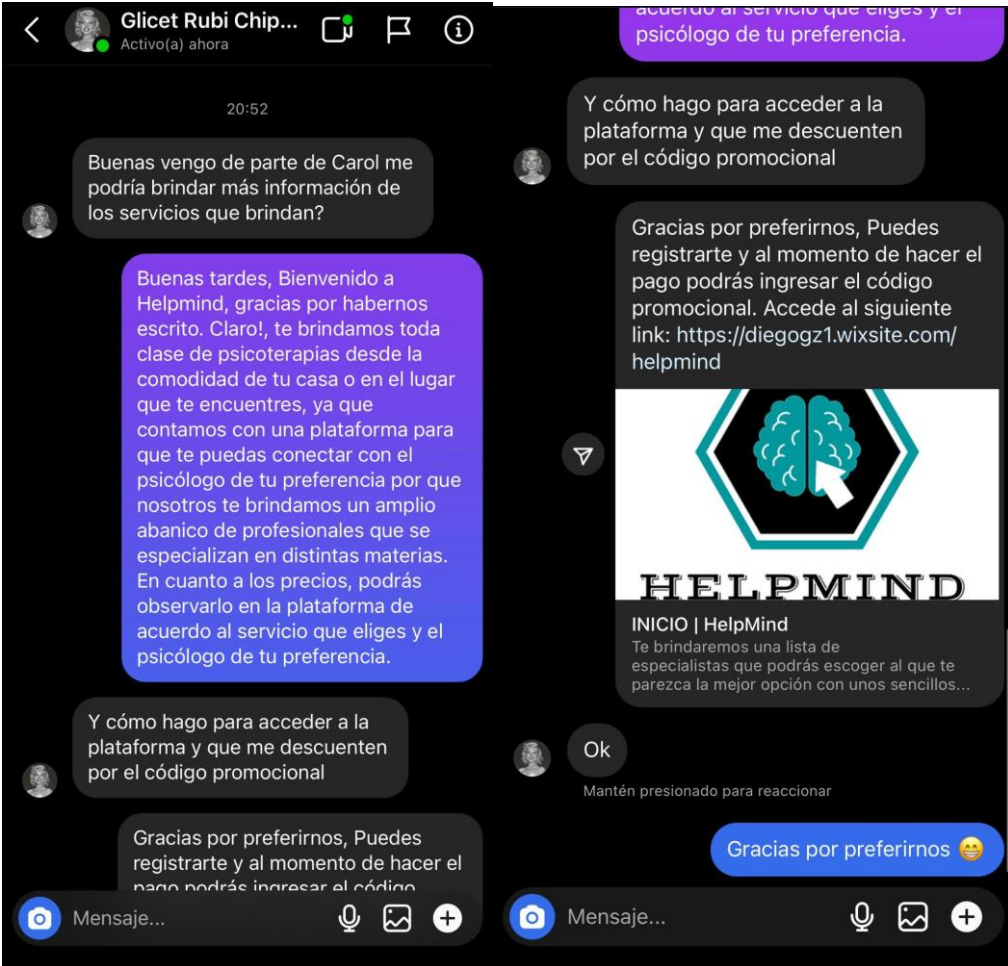 Glicet Rubi Chip...
Activo(a) ahora
20:52
Buenas vengo de parte de Carol me
podría brindar más información de
los servicios que brindan?
Buenas tardes, Bienvenido a
Helpmind, gracias por habernos
escrito. Claro!, te brindamos toda
clase de psicoterapias desde la
comodidad de tu casa o en el lugar
que te encuentres, ya que
contamos con una plataforma para
que te puedas conectar con el
psicólogo de tu preferencia por que
nosotros te brindamos un amplio
abanico de profesionales que se
especializan en distintas materias.
En cuanto a los precios, podrás
observarlo en la plataforma de
acuerdo al servicio que eliges y el
psicólogo de tu preferencia.
Y cómo hago para acceder a la
plataforma y que me descuenten
por el código promocional
Gracias por preferirnos, Puedes
registrarte y al momento de hacer el
pago podrás ingresar el código
Mensaje...
acuerdo al servicio que eliges y el
psicólogo de tu preferencia.
Y cómo hago para acceder a la
plataforma y que me descuenten
por el código promocional
Gracias por preferirnos, Puedes
registrarte y al momento de hacer el
pago podrás ingresar el código
promocional. Accede al siguiente
link: https://diegogz1.wixsite.com/
helpmind
HELPMIND
INICIO | HelpMind
Te brindaremos una lista de
especialistas que podrás escoger al que te
parezca la mejor opción con unos sencillos...
Ok
Mantén presionado para reaccionar
Gracias por preferirnos 😁
Mensaje...